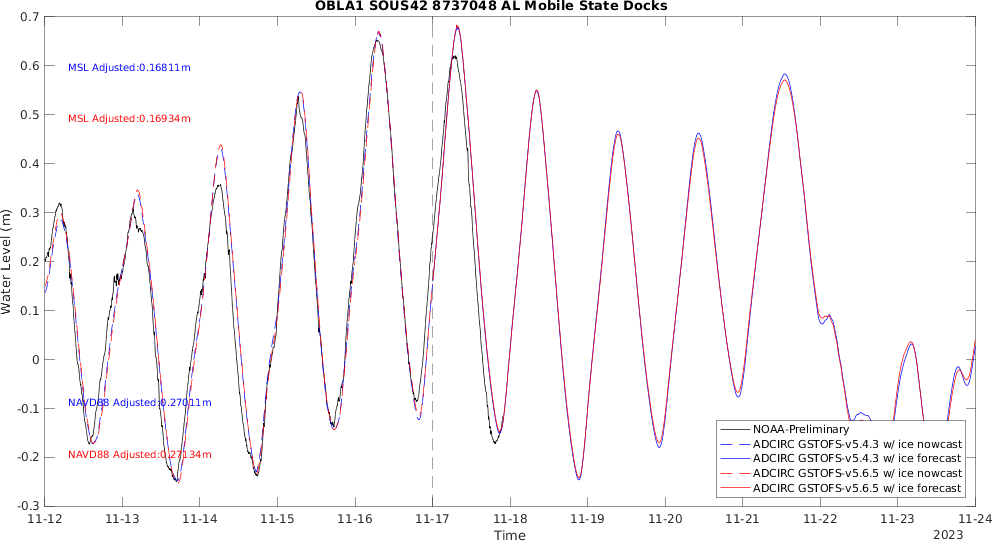 OBLA1 SOUS42 8737048 AL Mobile State Docks
0.7
0.6
0.5
0.4
0.3
0.2
0.1
0
-0.1
-0.2
-0.3
Water Level (m)
MSL Adjusted:0.16811m
MSL Adjusted:0.16934m
NAVD88 Adjusted:0.27011m
NAVD88 Adjusted:0.27134m
NOAA-Preliminary
ADCIRC GSTOFS-v5.4.3 w/ ice nowcast
ADCIRC GSTOFS-v5.4.3 w/ ice forecast
ADCIRC GSTOFS-v5.6.5 w/ ice nowcast
ADCIRC GSTOFS-v5.6.5 w/ ice forecast
11-12 11-13 11-14 11-15 11-16 11-17 11-18 11-19 11-20 11-21 11-22 11-23 11-24
Time
2023